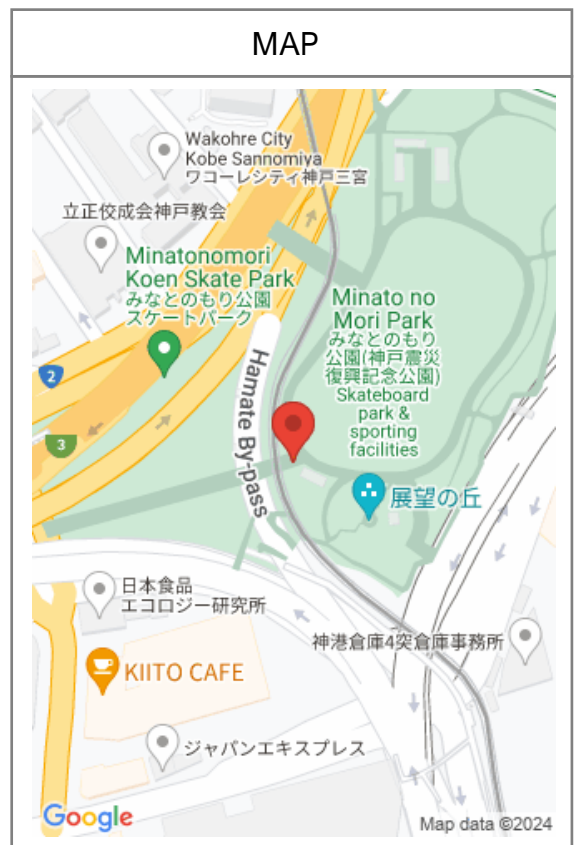 MAP
Wakohre City
Kobe Sannomiya
ワコーレシティ神戸三宮
立正佼成会神戸教会
Minatonomori
Koen Skate Park
みなとのもり公園
スケートパーク
Minato no
Mori Park
みなとのもり
公園(神戸震災
復興記念公園)
Skateboard
park &
sporting
facilities
2
Hamate By-pass
3
展望の丘
日本食品
エコロジー研究所
神港倉庫4突倉庫事務所
KIITO CAFE
ジャパンエキスプレス
Google
Map data ©2024